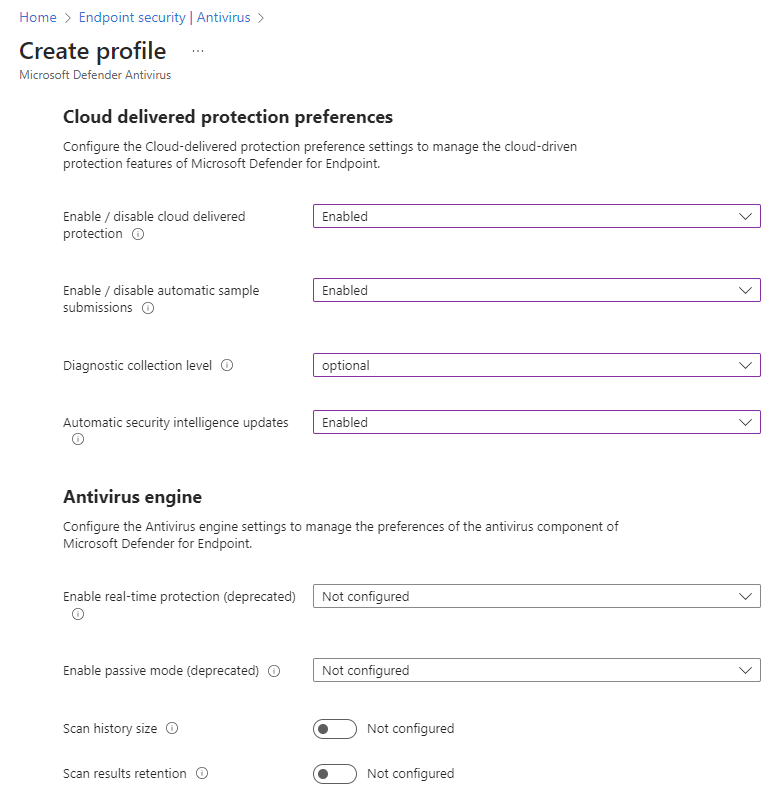 Home > Endpoint security | Antivirus >
Create profile ...
Microsoft Defender Antivirus
Cloud delivered protection preferences
Configure the Cloud-delivered protection preference settings to manage the cloud-driven
protection features of Microsoft Defender for Endpoint.
Enable / disable cloud delivered
protection
Enabled
Enable / disable automatic sample
submissions
Enabled
Diagnostic collection level
optional
Automatic security intelligence updates
Enabled
Antivirus engine
Configure the Antivirus engine settings to manage the preferences of the antivirus component of
Microsoft Defender for Endpoint.
Enable real-time protection (deprecated)
Not configured
Enable passive mode (deprecated)
Not configured
Scan history size
Not configured
Scan results retention
Not configured